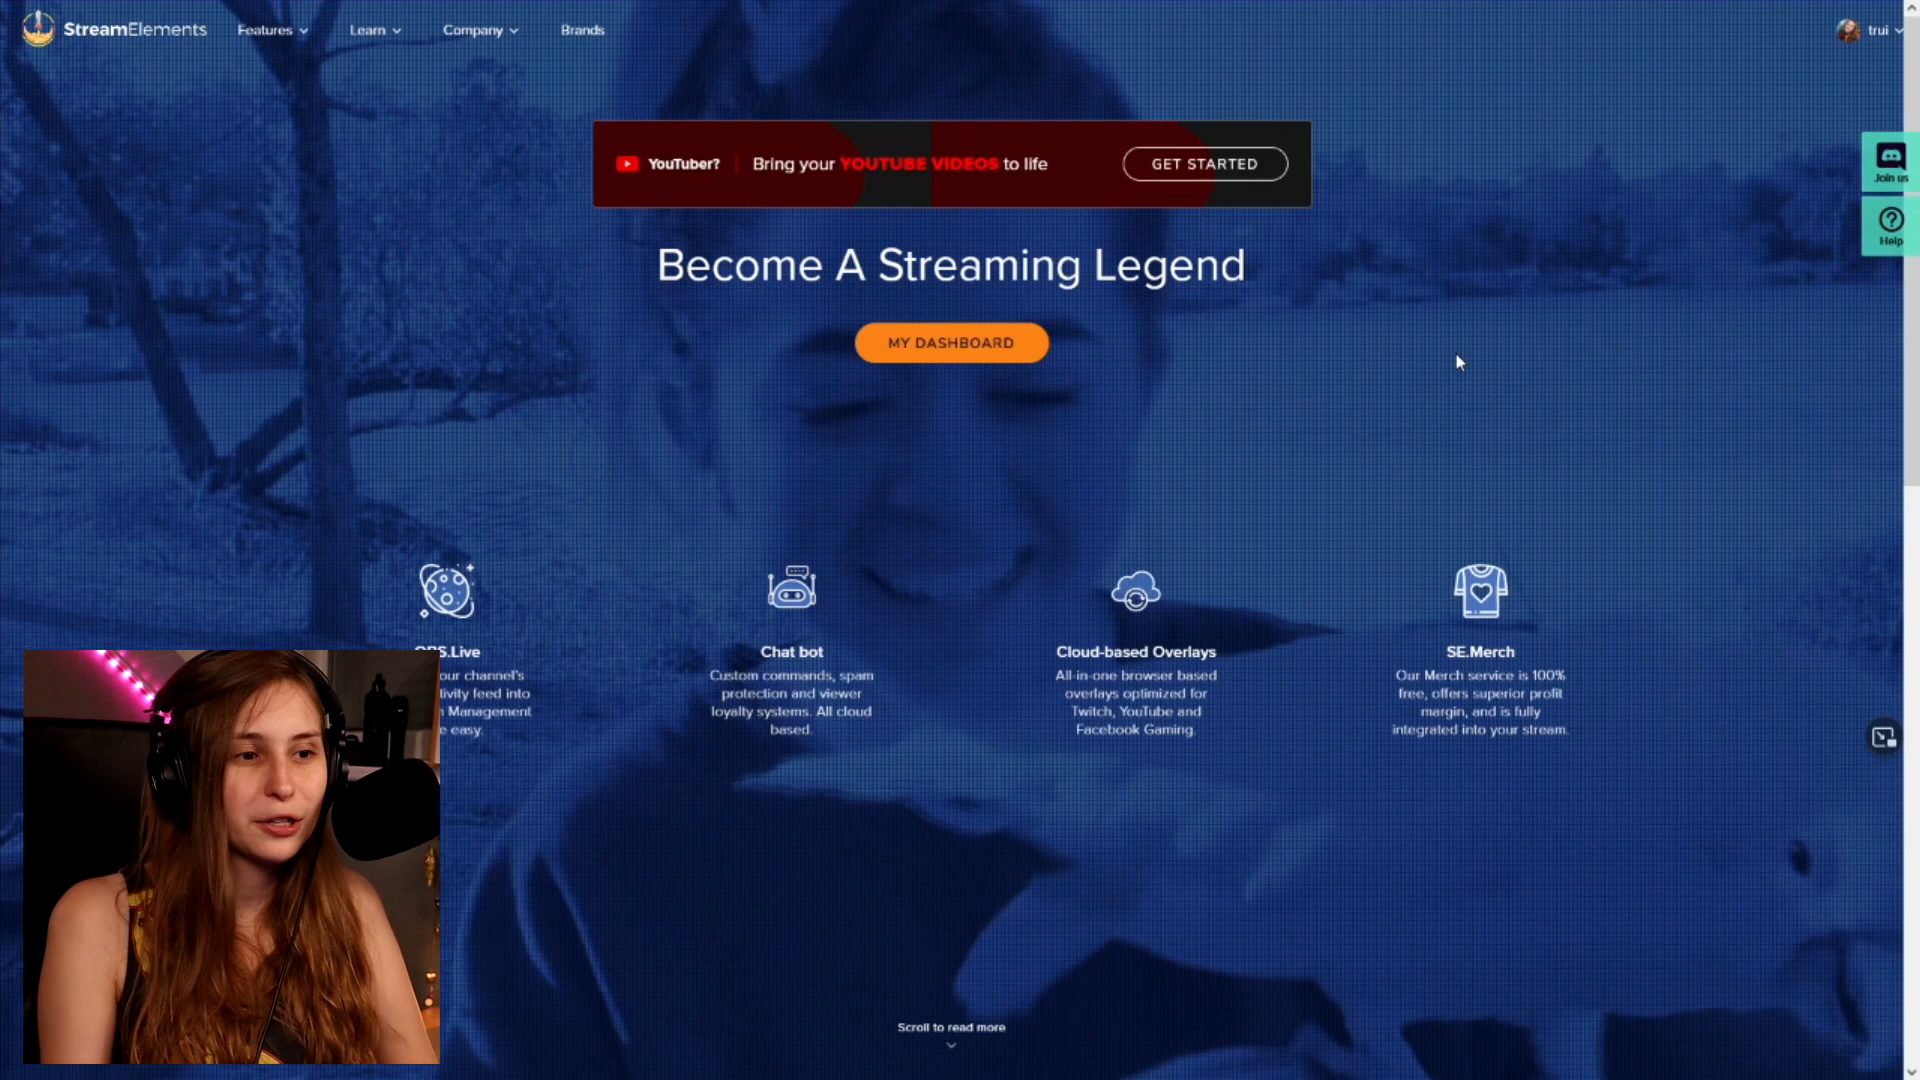 StreamElements
Features
Learn
Company
Brands
trui
YouTuber?
Bring your YOUTUBE VIDEOS to life
GET STARTED
Join us
Help
Become A Streaming Legend
MY DASHBOARD
S.Live
our channel's
tivity feed into
Management
e easy.
Chat bot
Custom commands, spam
protection and viewer
loyalty systems. All cloud
based.
Cloud-based Overlays
All-in-one browser based
overlays optimized for
Twitch, YouTube and
Facebook Gaming.
SE.Merch
Our Merch service is 100%
free, offers superior profit
margin, and is fully
integrated into your stream.
Scroll to read more